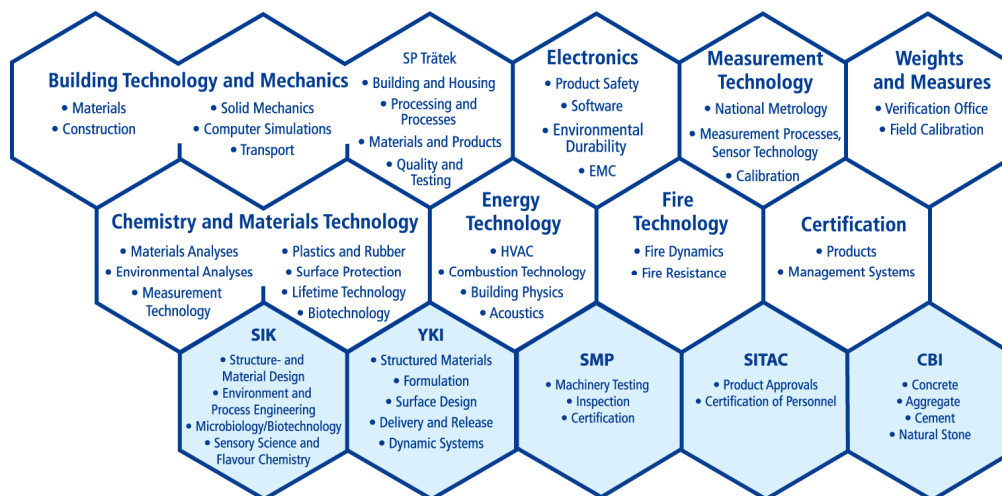 Building Technology and Mechanics
• Materials
• Construction
• Solid Mechanics
• Computer Simulations
• Transport
SP Trätek
• Building and Housing
• Processing and
Processes
• Materials and Products
• Quality and
Testing
Electronics
• Product Safety
• Software
• Environmental
Durability
• EMC
Measurement
Technology
• National Metrology
• Measurement Processes,
Sensor Technology
• Calibration
Weights
and Measures
• Verification Office
• Field Calibration
Chemistry and Materials Technology
• Materials Analyses
• Environmental Analyses
• Measurement
Technology
• Plastics and Rubber
• Surface Protection
• Lifetime Technology
• Biotechnology
Energy
Technology
• HVAC
• Combustion Technology
• Building Physics
• Acoustics
Fire
Technology
• Fire Dynamics
• Fire Resistance
Certification
• Products
• Management Systems
SIK
• Structure- and
Material Design
• Environment and
Process Engineering
• Microbiology/Biotechnology
• Sensory Science and
Flavour Chemistry
YKI
• Structured Materials
• Formulation
• Surface Design
• Delivery and Release
• Dynamic Systems
SMP
• Machinery Testing
• Inspection
• Certification
SITAC
• Product Approvals
• Certification of Personnel
CBI
• Concrete
• Aggregate
• Cement
• Natural Stone